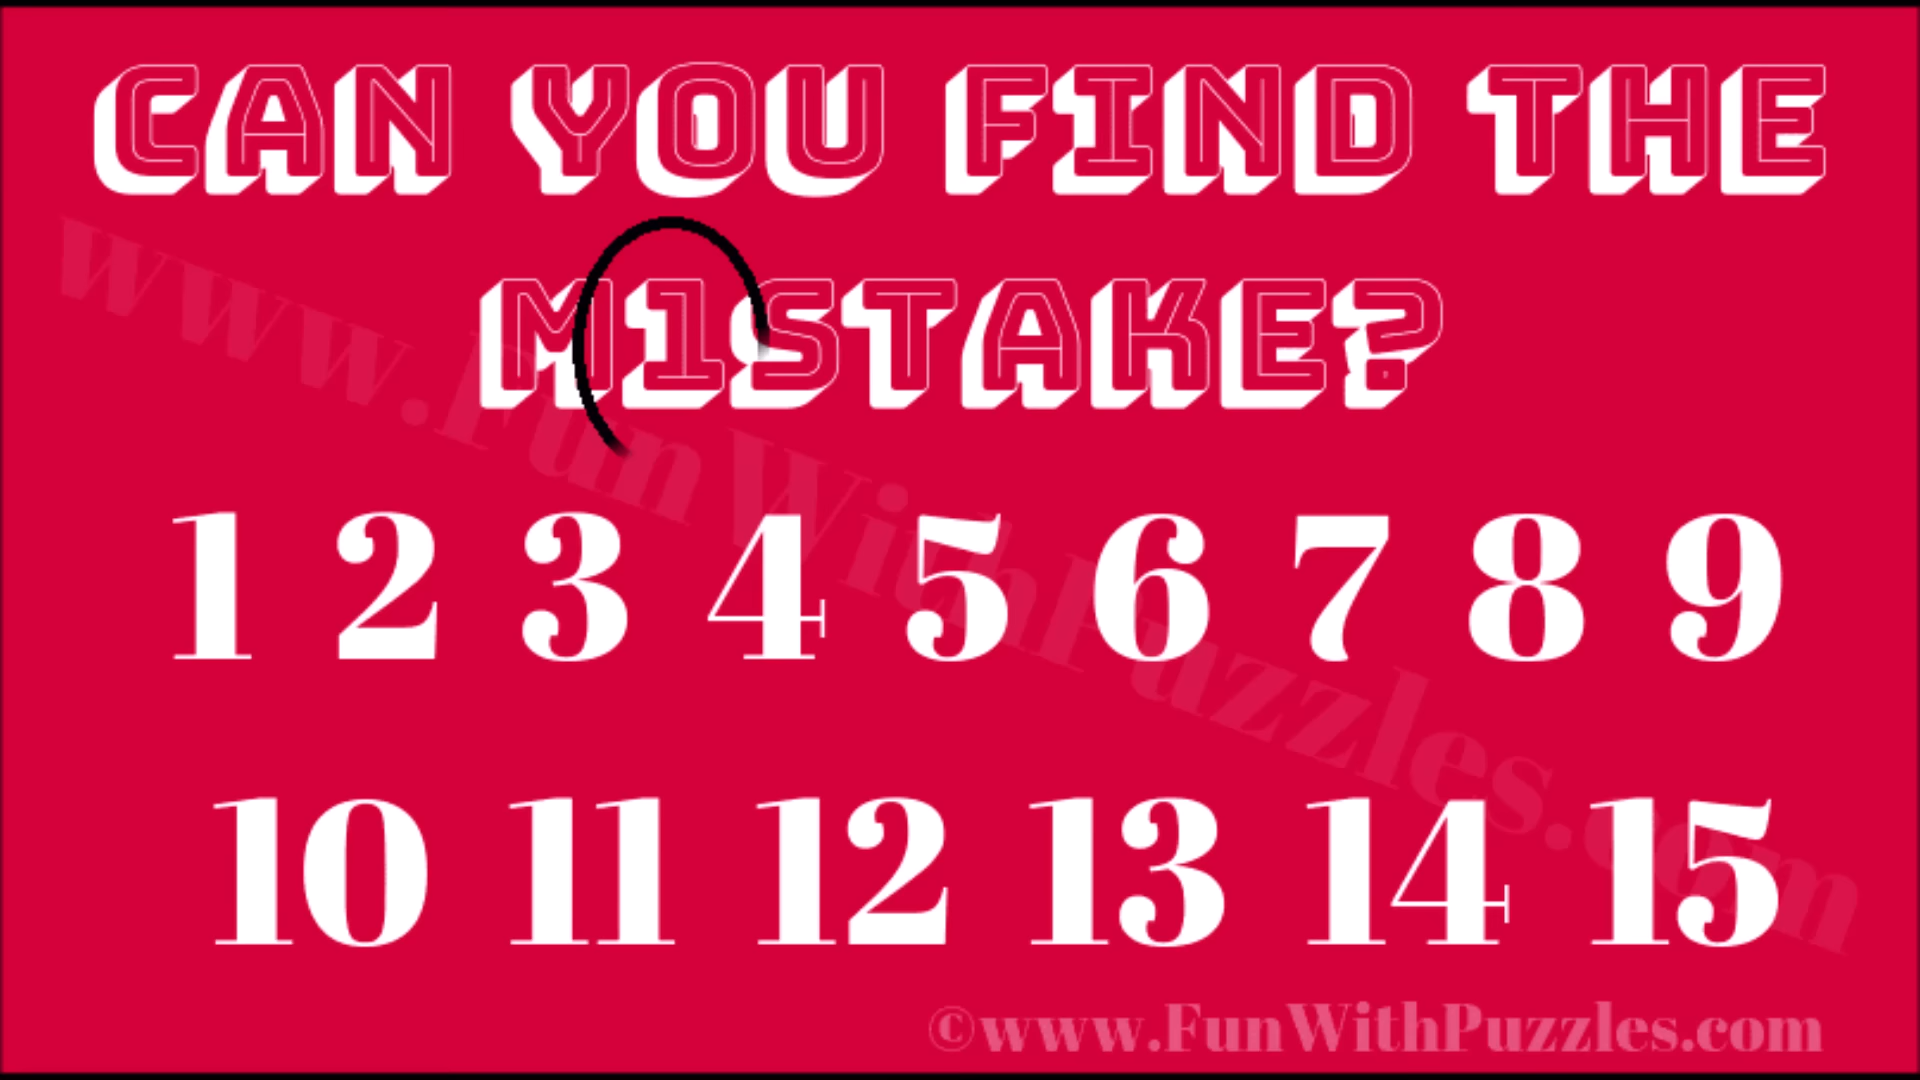 CAN YOU FIND THE
M1STAKE?
www.FunWithPuzzles.com
1 2 3 4 5 6 7 8 9
10 11 12 13 14 15
©www.FunWithPuzzles.com